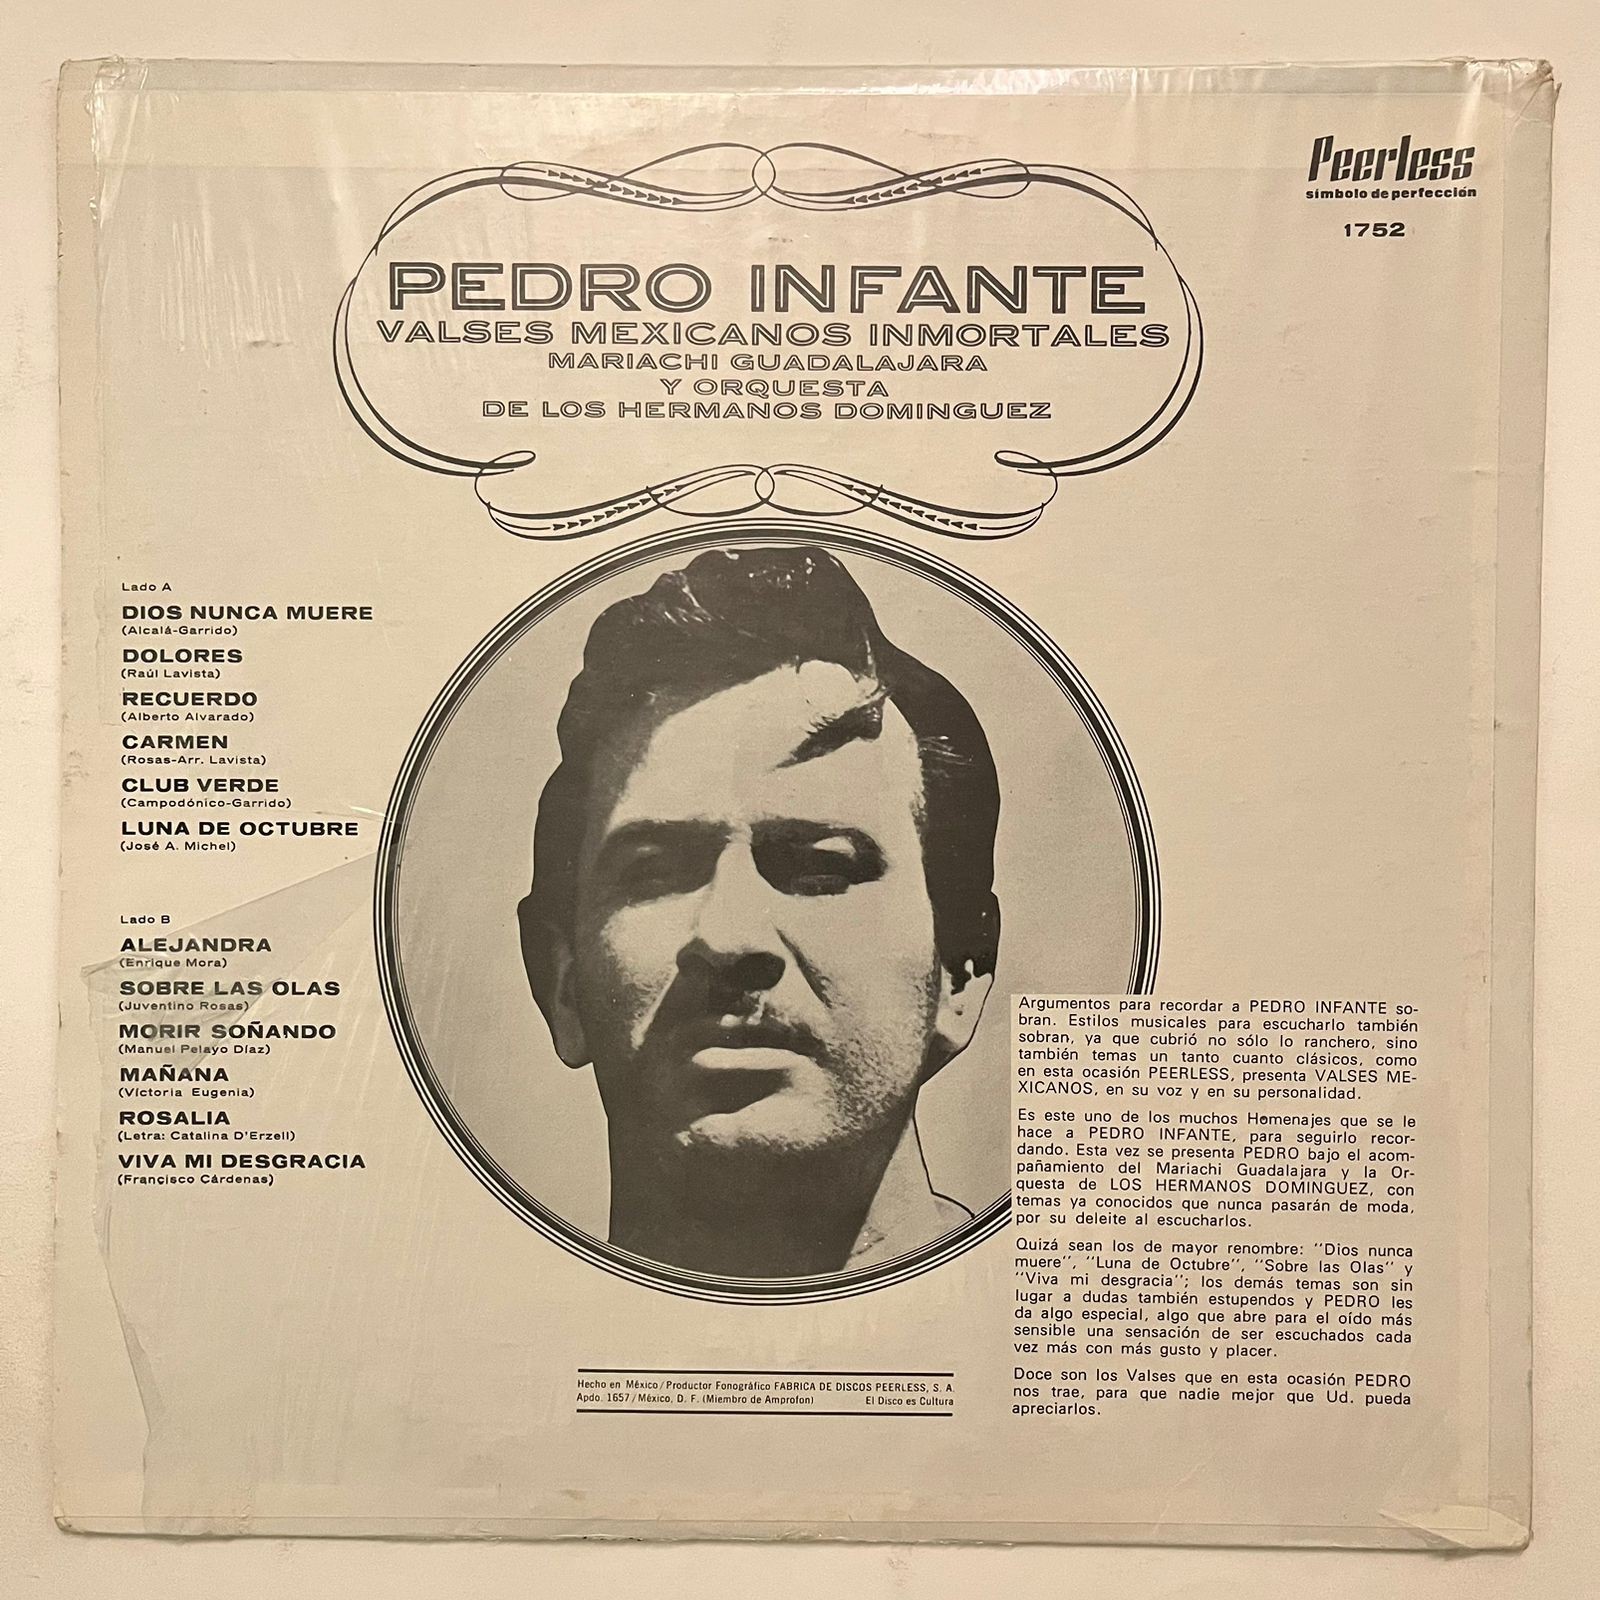 Peerless
símbolo de perfección
1752
PEDRO INFANTE
VALSES MEXICANOS INMORTALES
MARIACHI GUADALAJARA
Y ORQUESTA
DE LOS HERMANOS DOMINGUEZ
Lado A
DIOS NUNCA MUERE
(Alcalá-Garrido)
DOLORES
(Raúl Lavista)
RECUERDO
(Alberto Alvarado)
CARMEN
(Rosas-Arr. Lavista)
CLUB VERDE
(Campodónico-Garrido)
LUNA DE OCTUBRE
(José A. Michel)
Lado B
ALEJANDRA
(Enrique Mora)
SOBRE LAS OLAS
(Juventino Rosas)
MORIR SOÑANDO
(Manuel Pelayo Díaz)
MAÑANA
(Víctoria Eugenia)
ROSALIA
(Letra: Catalina D'Erzell)
VIVA MI DESGRACIA
(Francisco Cárdenas)
Argumentos para recordar a PEDRO INFANTE so-
bran. Estilos musicales para escucharlo también
sobran, ya que cubrió no sólo lo ranchero, sino
también temas un tanto cuanto clásicos, como
en esta ocasión PEERLESS, presenta VALSES ME-
XICANOS, en su voz y en su personalidad.
Es este uno de los muchos Homenajes que se le
hace a PEDRO INFANTE, para seguirlo recor-
dando. Esta vez se presenta PEDRO bajo el acom-
pañamiento del Mariachi Guadalajara y la Or-
questa de LOS HERMANOS DOMINGUEZ, con
temas ya conocidos que nunca pasarán de moda,
por su deleite al escucharlos.
Quizá sean los de mayor renombre: "Dios nunca
muere", "Luna de Octubre", "Sobre las Olas" y
"Viva mi desgracia"; los demás temas son sin
lugar a dudas también estupendos y PEDRO les
da algo especial, algo que abre para el oído más
sensible una sensación de ser escuchados cada
vez más con más gusto y placer.
Doce son los Valses que en esta ocasión PEDRO
nos trae, para que nadie mejor que Ud. pueda
apreciarlos.
Hecho en México/Productor Fonográfico FABRICA DE DISCOS PEERLESS, S. A.
Apdo. 1657/México, D. F. (Miembro de Amprofon) El Disco es Cultura